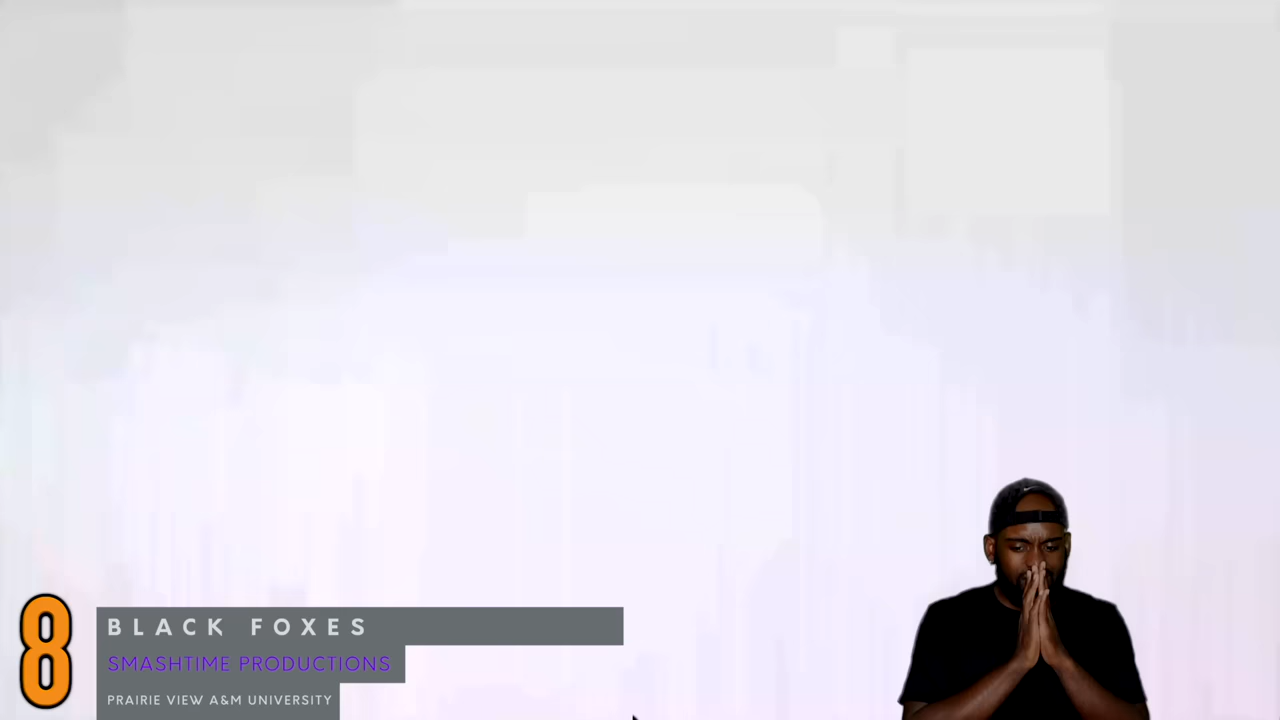 8
BLACK FOXES
SMASHTIME PRODUCTIONS
PRAIRIE VIEW A&M UNIVERSITY